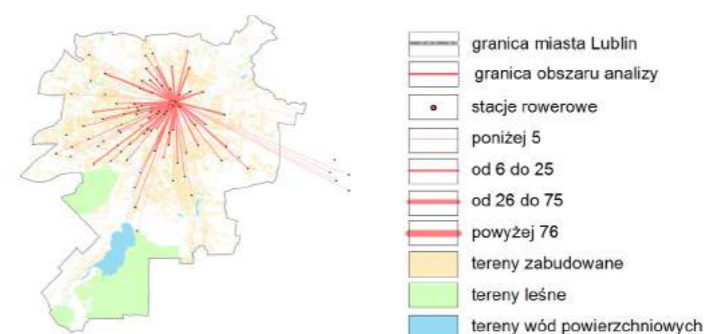 granica miasta Lublin
granica obszaru analizy
stacje rowerowe
poniżej 5
od 6 do 25
od 26 do 75
powyżej 76
tereny zabudowane
tereny leśne
tereny wód powierzchniowych